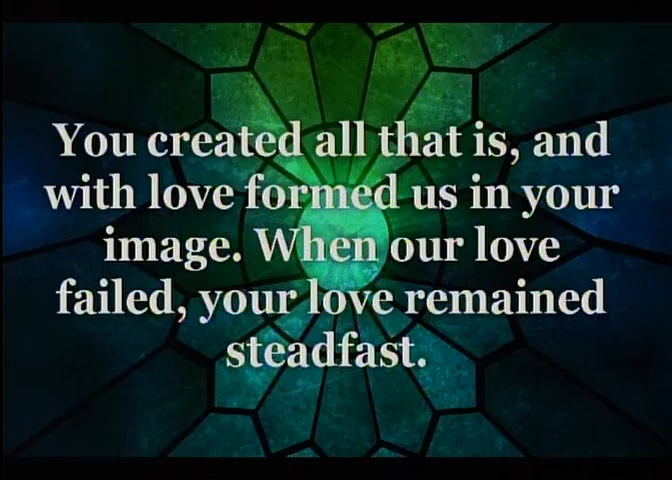 You created all that is, and
with love formed us in your
image. When our love
failed, your love remained
steadfast.